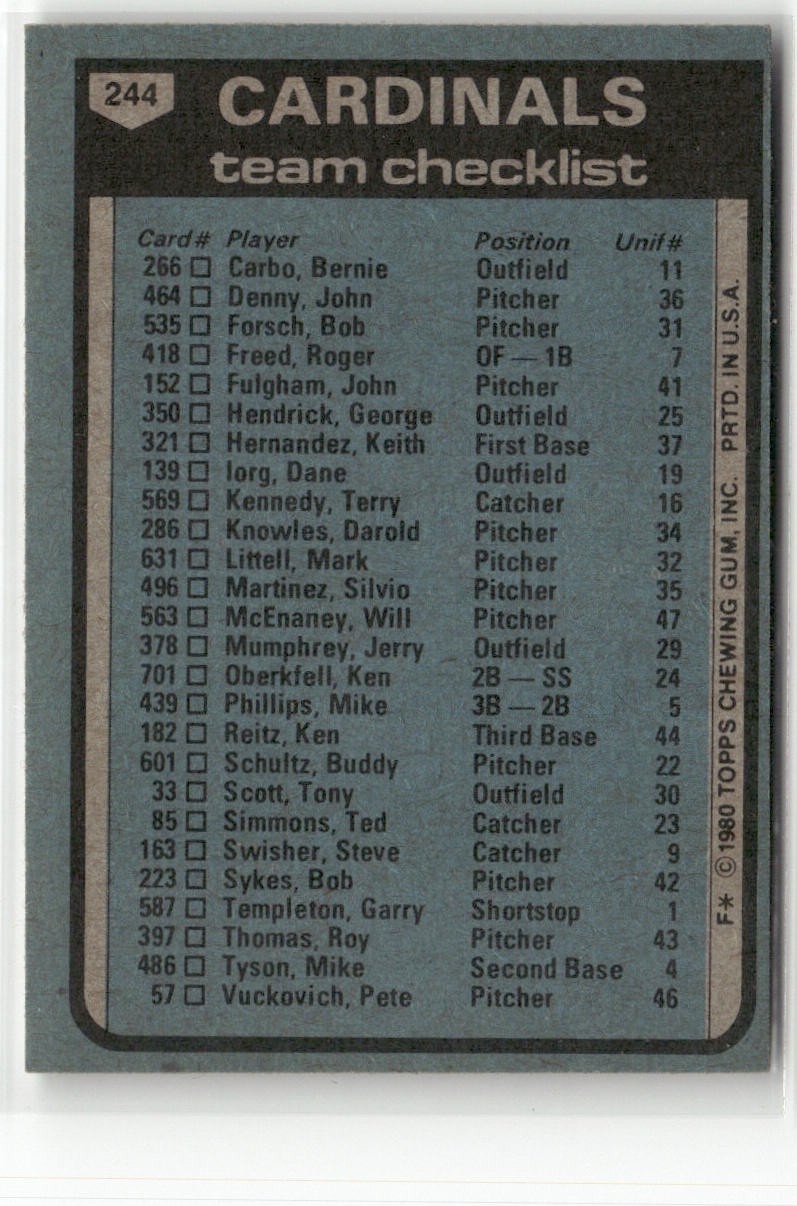 244
CARDINALS
team checklist
Card# Player Position Unif#
266 □ Carbo, Bernie Outfield 11
464 □ Denny, John Pitcher 36
535 □ Forsch, Bob Pitcher 31
418 □ Freed, Roger OF — 1B 7
152 □ Fulgham, John Pitcher 41
350 □ Hendrick, George Outfield 25
321 □ Hernandez, Keith First Base 37
139 □ Iorg, Dane Outfield 19
569 □ Kennedy, Terry Catcher 16
286 □ Knowles, Darold Pitcher 34
631 □ Littell, Mark Pitcher 32
496 □ Martinez, Silvio Pitcher 35
563 □ McEnaney, Will Pitcher 47
378 □ Mumphrey, Jerry Outfield 29
701 □ Oberkfell, Ken 2B — SS 24
439 □ Phillips, Mike 3B — 2B 5
182 □ Reitz, Ken Third Base 44
601 □ Schultz, Buddy Pitcher 22
33 □ Scott, Tony Outfield 30
85 □ Simmons, Ted Catcher 23
163 □ Swisher, Steve Catcher 9
223 □ Sykes, Bob Pitcher 42
587 □ Templeton, Garry Shortstop 1
397 □ Thomas, Roy Pitcher 43
486 □ Tyson, Mike Second Base 4
57 □ Vuckovich, Pete Pitcher 46
F* © 1980 TOPPS CHEWING GUM, INC. PRTD. IN U.S.A.